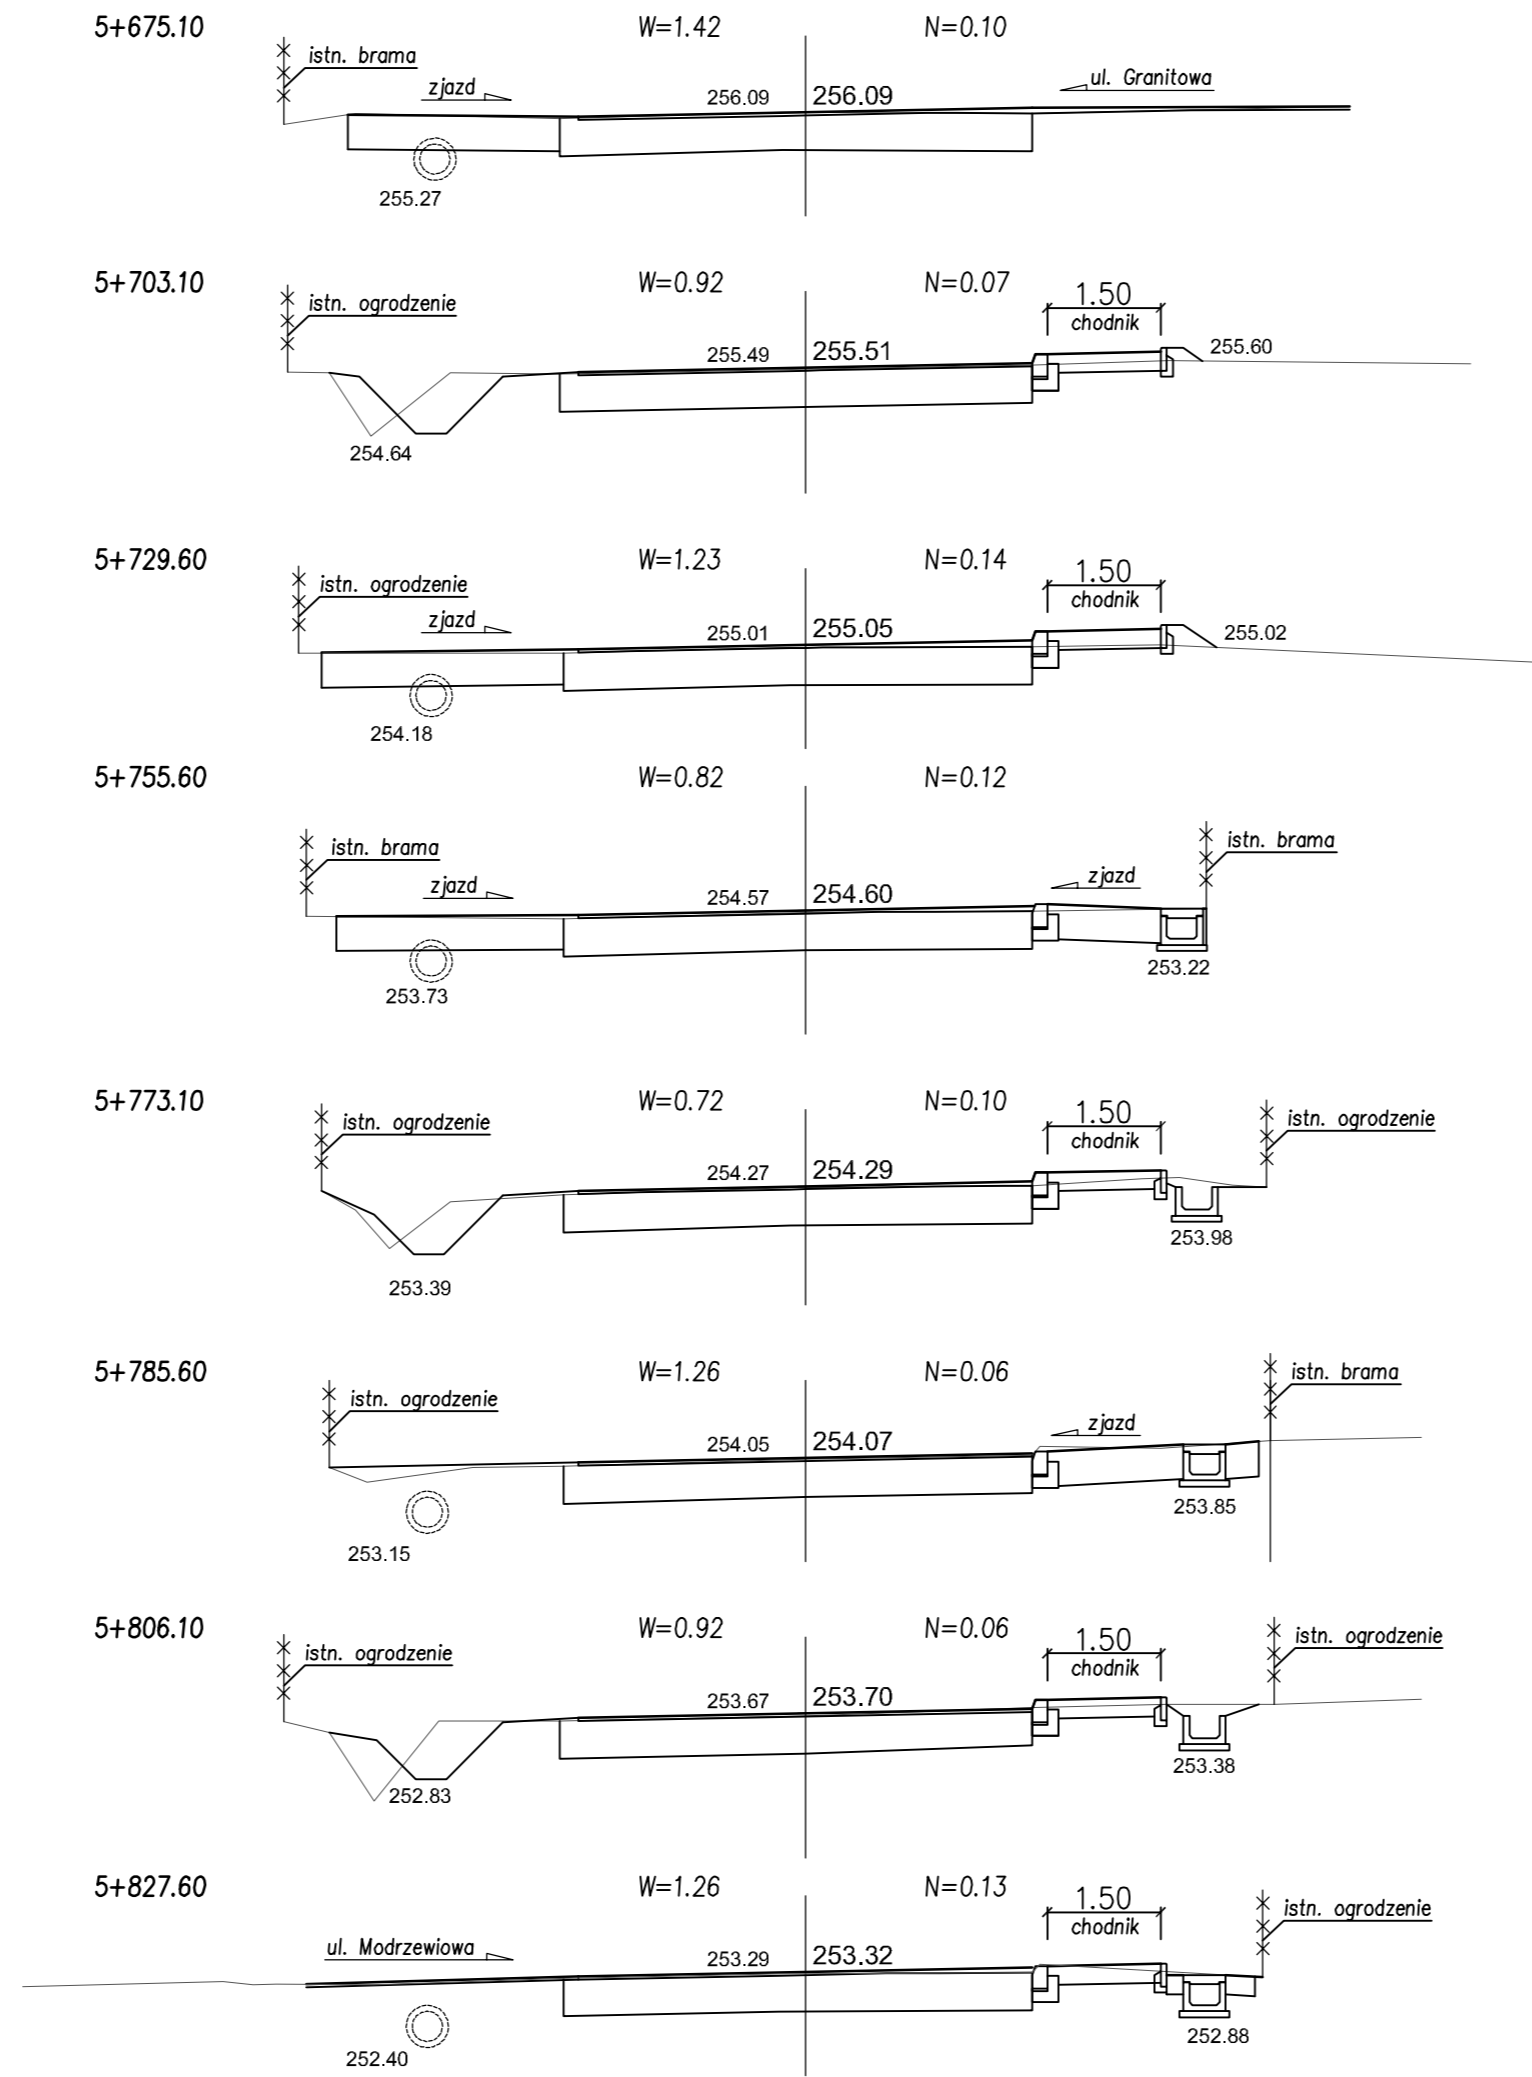 5+675.10 W=1.42 N=0.10
istn. brama
zjazd
256.09 256.09
ul. Granitowa
255.27
5+703.10 W=0.92 N=0.07
istn. ogrodzenie
1.50
chodnik
255.49 255.51
255.60
254.64
5+729.60 W=1.23 N=0.14
istn. ogrodzenie
1.50
chodnik
zjazd
255.01 255.05
255.02
254.18
5+755.60 W=0.82 N=0.12
istn. brama
istn. brama
zjazd
254.57 254.60
zjazd
253.22
253.73
5+773.10 W=0.72 N=0.10
istn. ogrodzenie
1.50
chodnik
istn. ogrodzenie
254.27 254.29
253.98
253.39
5+785.60 W=1.26 N=0.06
istn. ogrodzenie
istn. brama
zjazd
254.05 254.07
253.85
253.15
5+806.10 W=0.92 N=0.06
istn. ogrodzenie
1.50
chodnik
istn. ogrodzenie
253.67 253.70
253.38
252.83
5+827.60 W=1.26 N=0.13
1.50
chodnik
istn. ogrodzenie
ul. Modrzewiowa
253.29 253.32
252.88
252.40